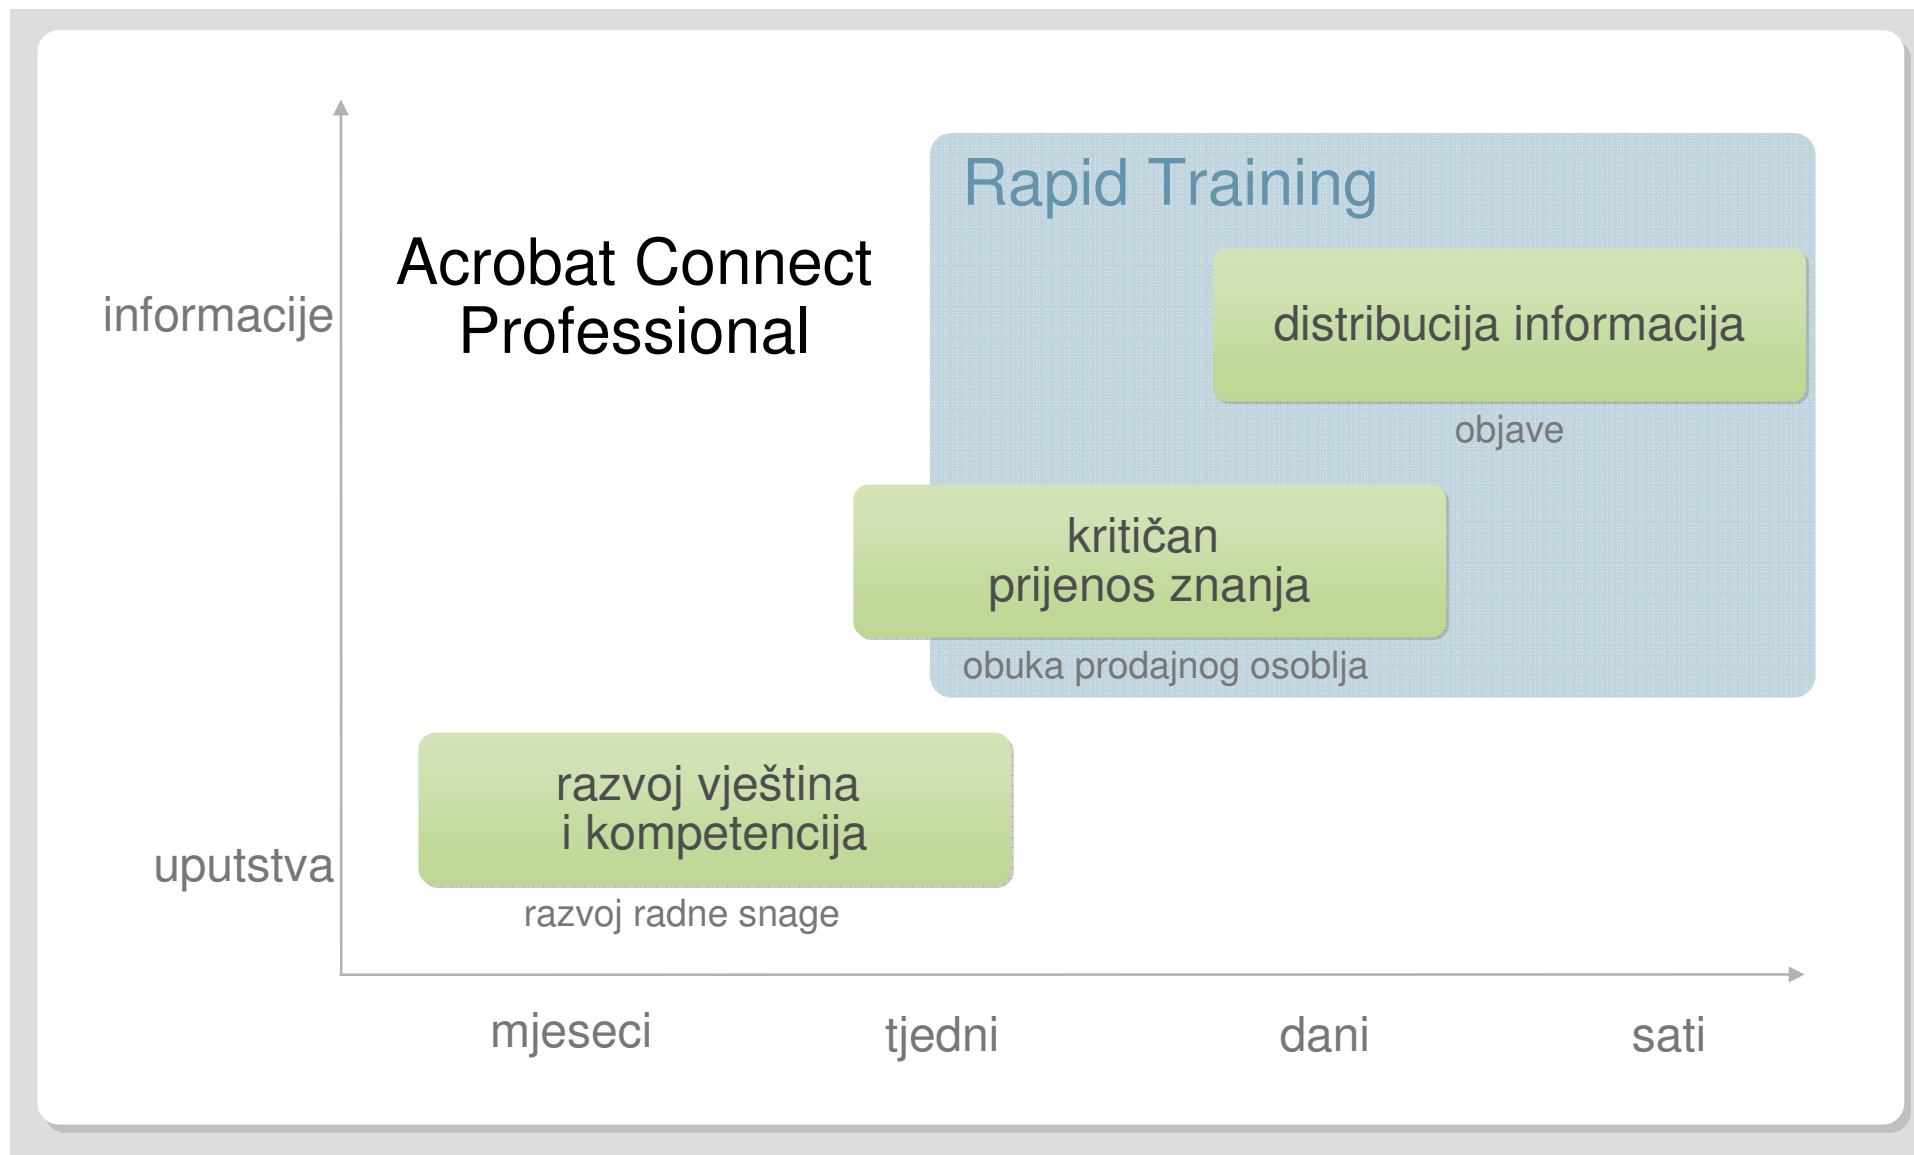 Rapid Training
Acrobat Connect
Professional
informacije
distribucija informacija
objave
kritičan
prijenos znanja
obuka prodajnog osoblja
razvoj vještina
i kompetencija
uputstva
razvoj radne snage
mjeseci
tjedni
dani
sati